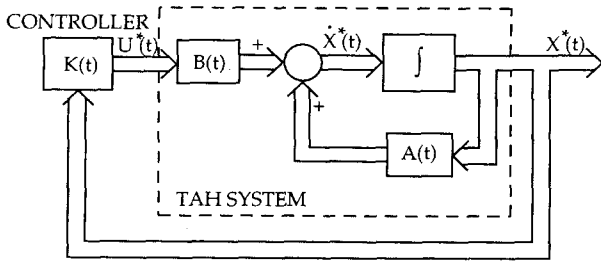 CONTROLLER
U*(t)
K(t)
B(t)
+
Ẋ*(t)
∫
X*(t)
+
A(t)
TAH SYSTEM